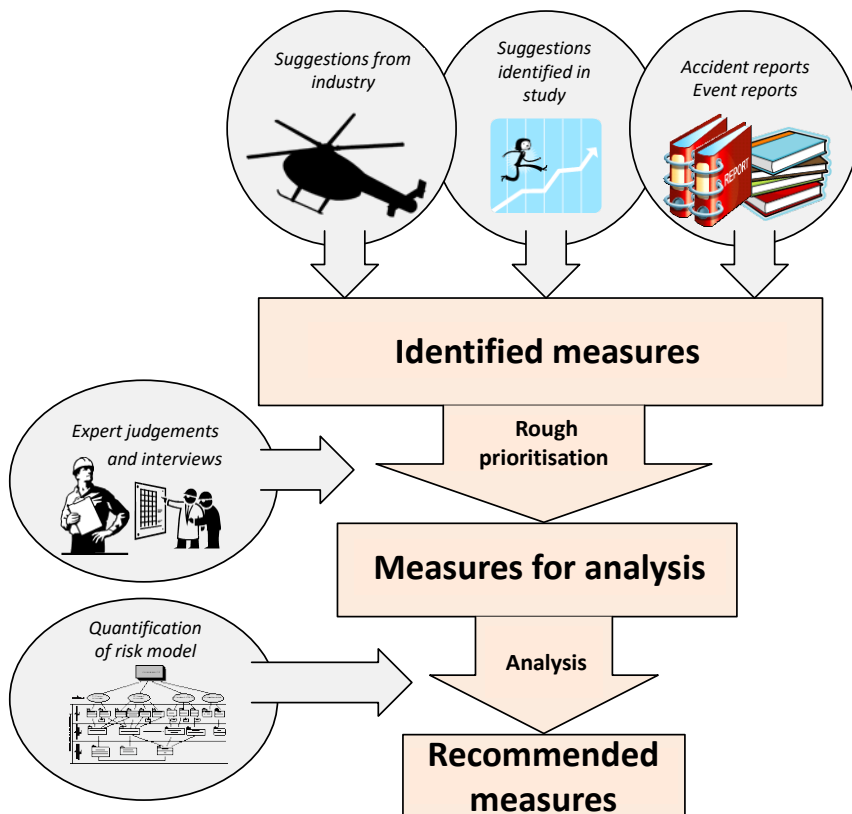 Suggestions from
industry
Suggestions
identified in
study
Accident reports
Event reports
REPORT
Identified measures
Rough
prioritisation
Expert judgements
and interviews
Measures for analysis
Quantification
of risk model
Analysis
Recommended
measures